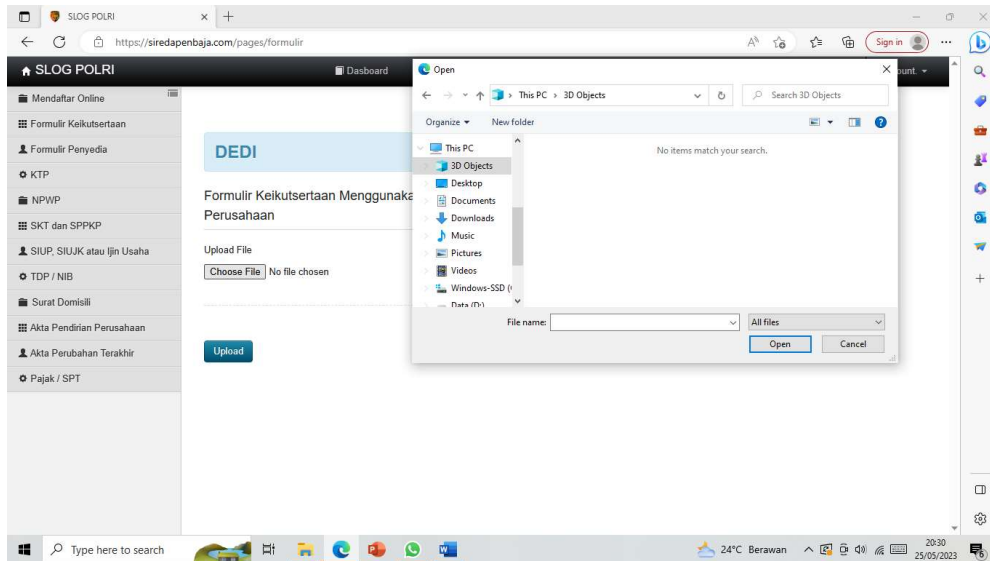 SLOG POLRI
https://siredapenbaja.com/pages/formulir
Sign in
SLOG POLRI
Dasboard
ount.
Mendaftar Online
Formulir Keikutsertaan
Formulir Penyedia
KTP
NPWP
SKT dan SPPKP
SIUP, SIUJK atau Ijin Usaha
TDP / NIB
Surat Domisili
Akta Pendirian Perusahaan
Akta Perubahan Terakhir
Pajak / SPT
DEDI
Formulir Keikutsertaan Menggunaka
Perusahaan
Upload File
Choose File No file chosen
Upload
Open
This PC > 3D Objects
Search 3D Objects
Organize
New folder
This PC
3D Objects
Desktop
Documents
Downloads
Music
Pictures
Videos
Windows-SSD (
Data (D:)
No items match your search.
File name:
All files
Open
Cancel
Type here to search
24°C Berawan
20:30
25/05/2023